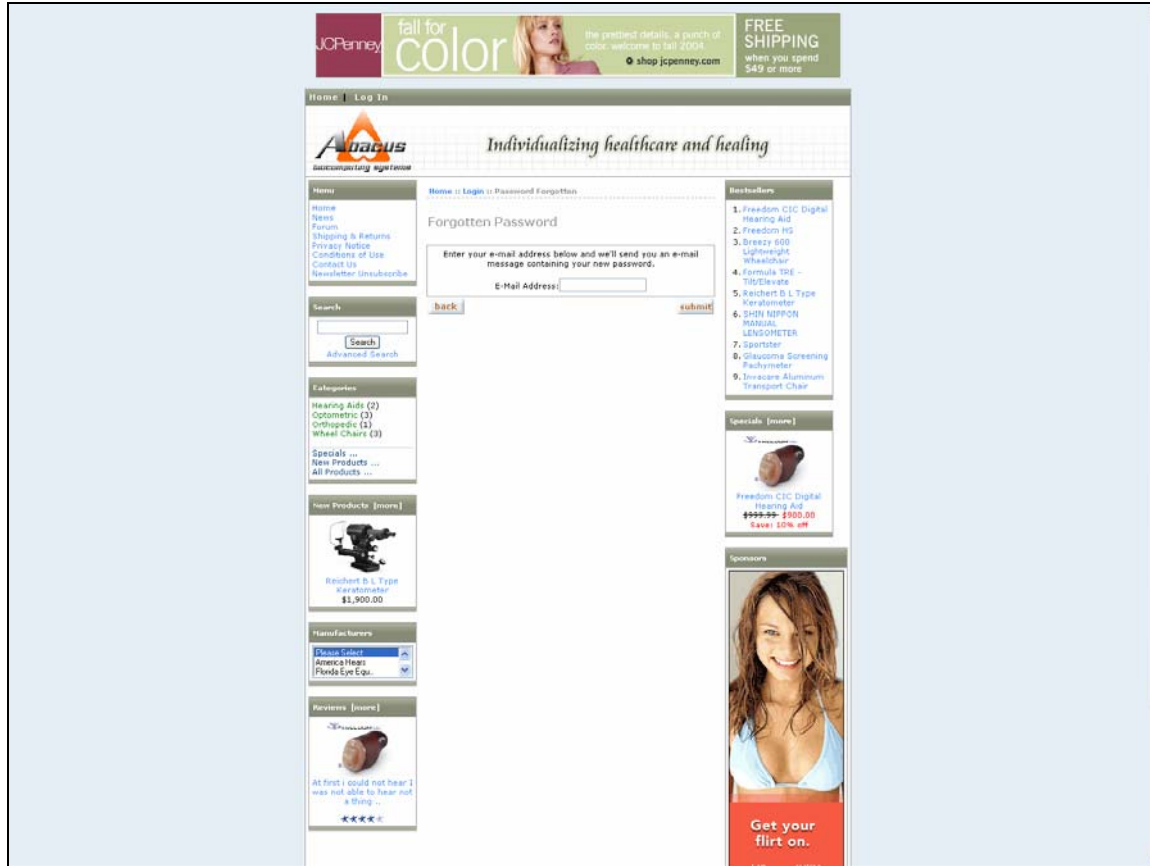 JCPenney
fall for
color
the prettiest details, a punch of
color. welcome to fall 2004.
shop jcpenney.com
FREE
SHIPPING
when you spend
$49 or more
Home | Log In
Abacus
biocomputing systems
Individualizing healthcare and healing
Menu
Home
News
Forum
Shipping & Returns
Privacy Notice
Conditions of Use
Contact Us
Newsletter Unsubscribe
Search
Search
Advanced Search
Categories
Hearing Aids (2)
Optometric (3)
Orthopedic (1)
Wheel Chairs (3)
Specials ...
New Products ...
All Products ...
New Products [more]
Reichert B L Type
Keratometer
$1,900.00
Manufacturers
Please Select
America Hears
Florida Eye Equ..
Reviews [more]
At first i could not hear I
was not able to hear not
a thing ..
Home :: Login :: Password Forgotten
Forgotten Password
Enter your e-mail address below and we'll send you an e-mail
message containing your new password.
E-Mail Address:
back
submit
Bestsellers
1. Freedom CIC Digital
Hearing Aid
2. Freedom HS
3. Breezy 600
Lightweight
Wheelchair
4. Formula TRE –
Tilt/Elevate
5. Reichert B L Type
Keratometer
6. SHIN NIPPON
MANUAL
LENSOMETER
7. Sportster
8. Glaucoma Screening
Pachymeter
9. Invacare Aluminum
Transport Chair
Specials [more]
Freedom CIC Digital
Hearing Aid
$999.99 $900.00
Save: 10% off
Sponsors
Get your
flirt on.